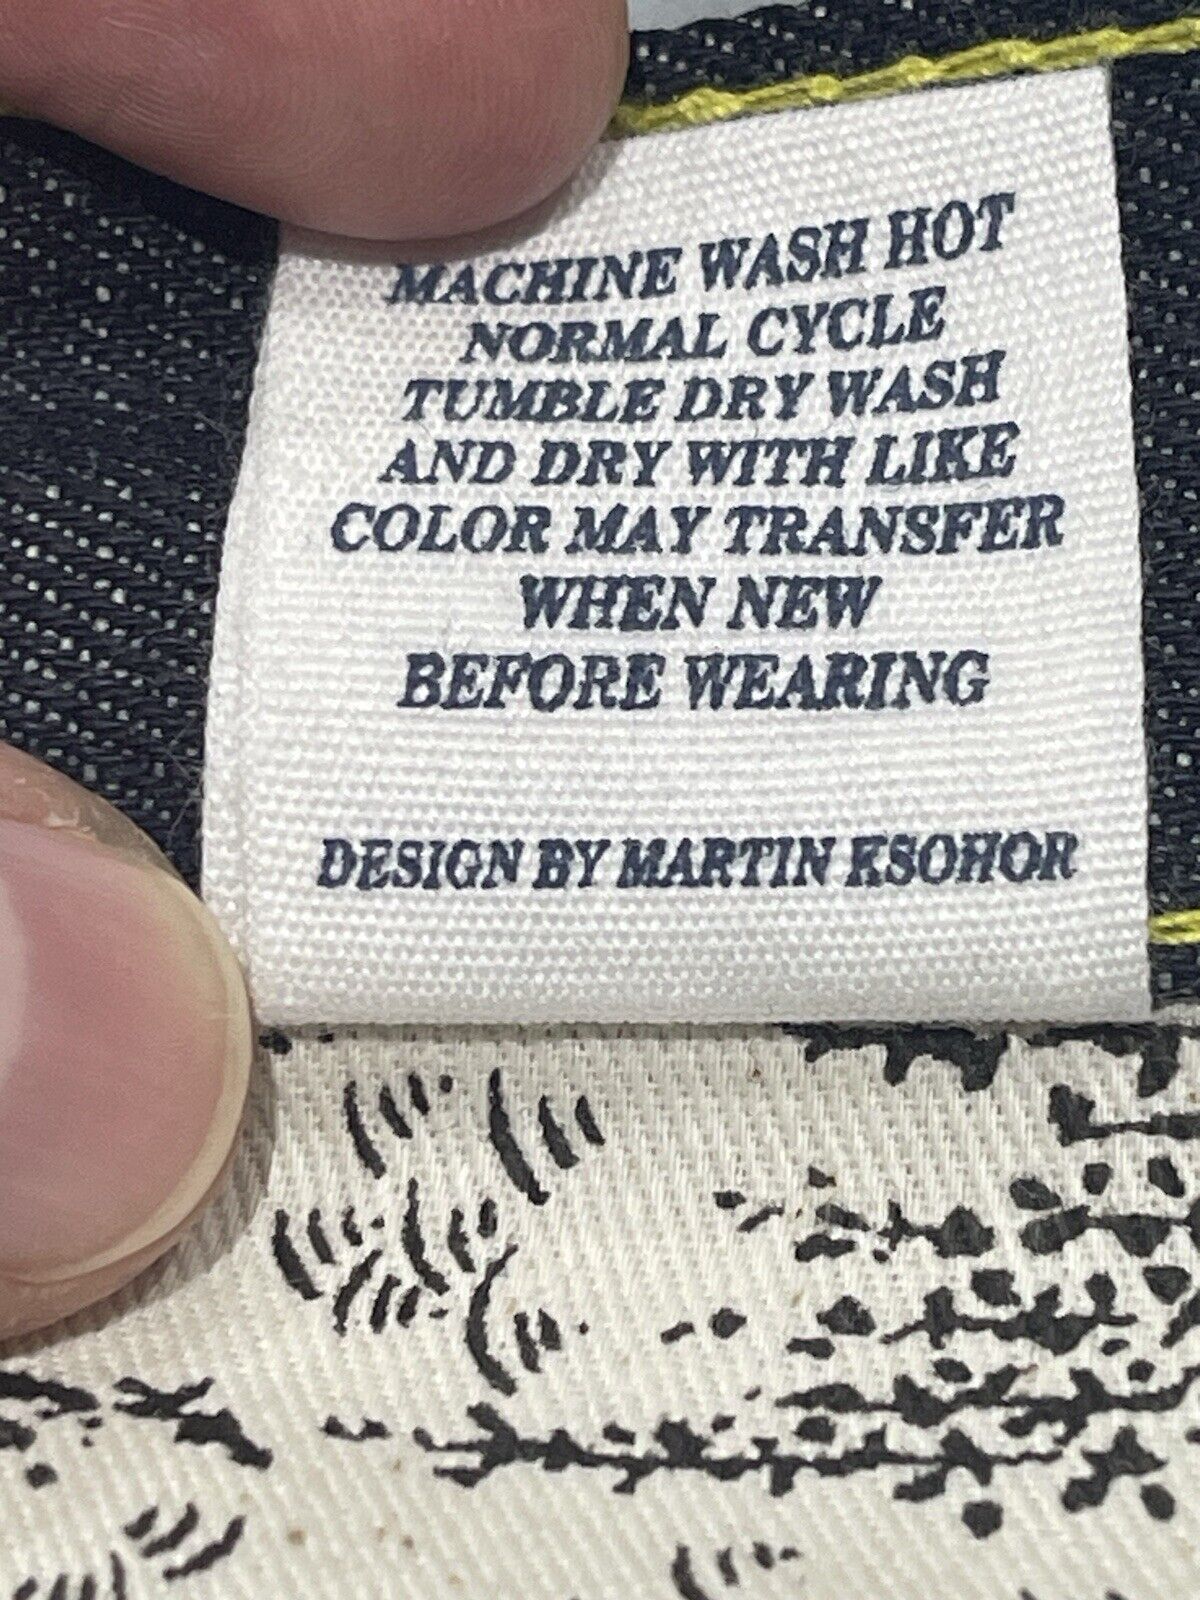 MACHINE WASH HOT
NORMAL CYCLE
TUMBLE DRY WASH
AND DRY WITH LIKE
COLOR MAY TRANSFER
WHEN NEW
BEFORE WEARING
DESIGN BY MARTIN KSOHOR